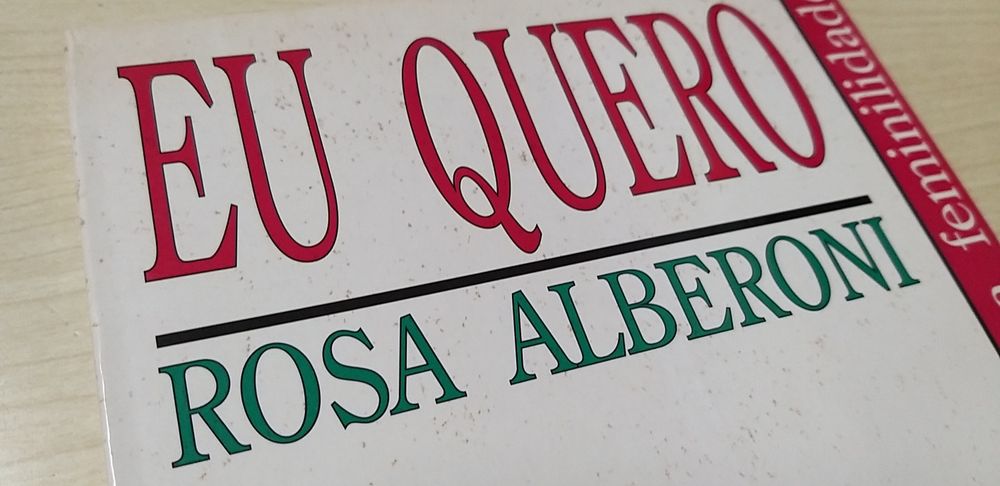 EU QUERO
ROSA ALBERONI
feminilidade